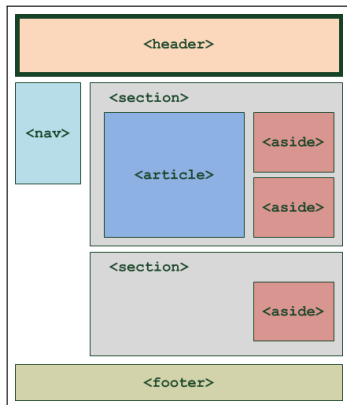 <header>
<section>
<nav>
<article>
<aside>
<aside>
<section>
<aside>
<footer>